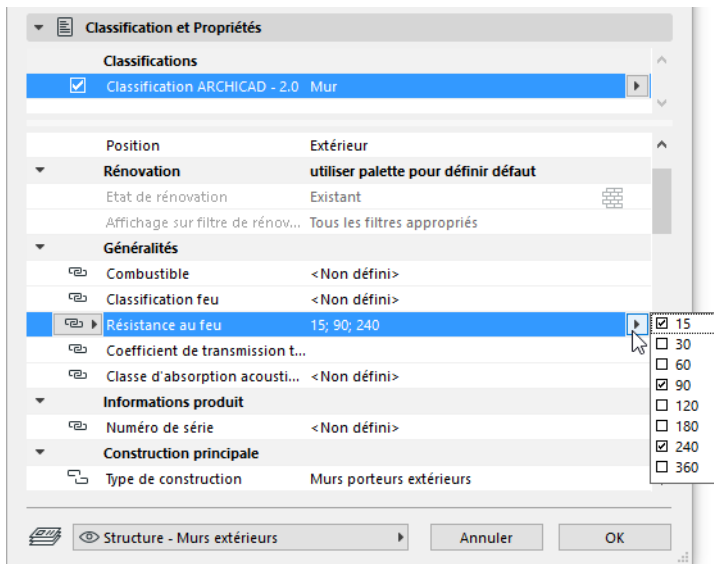 Classification et Propriétés
Classifications
Classification ARCHICAD - 2.0 Mur
Position Extérieur
Rénovation utiliser palette pour définir défaut
Etat de rénovation Existant
Affichage sur filtre de rénov... Tous les filtres appropriés
Généralités
Combustible <Non défini>
Classification feu <Non défini>
Résistance au feu 15; 90; 240
Coefficient de transmission t...
Classe d'absorption acousti... <Non défini>
Informations produit
Numéro de série <Non défini>
Construction principale
Type de construction Murs porteurs extérieurs
15
30
60
90
120
180
240
360
Structure - Murs extérieurs Annuler OK